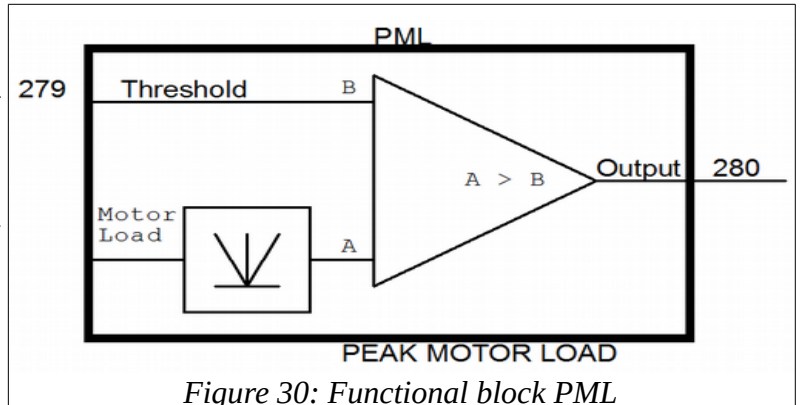 PML
279 Threshold B
A > B Output 280
Motor
Load
A
PEAK MOTOR LOAD
Figure 30: Functional block PML